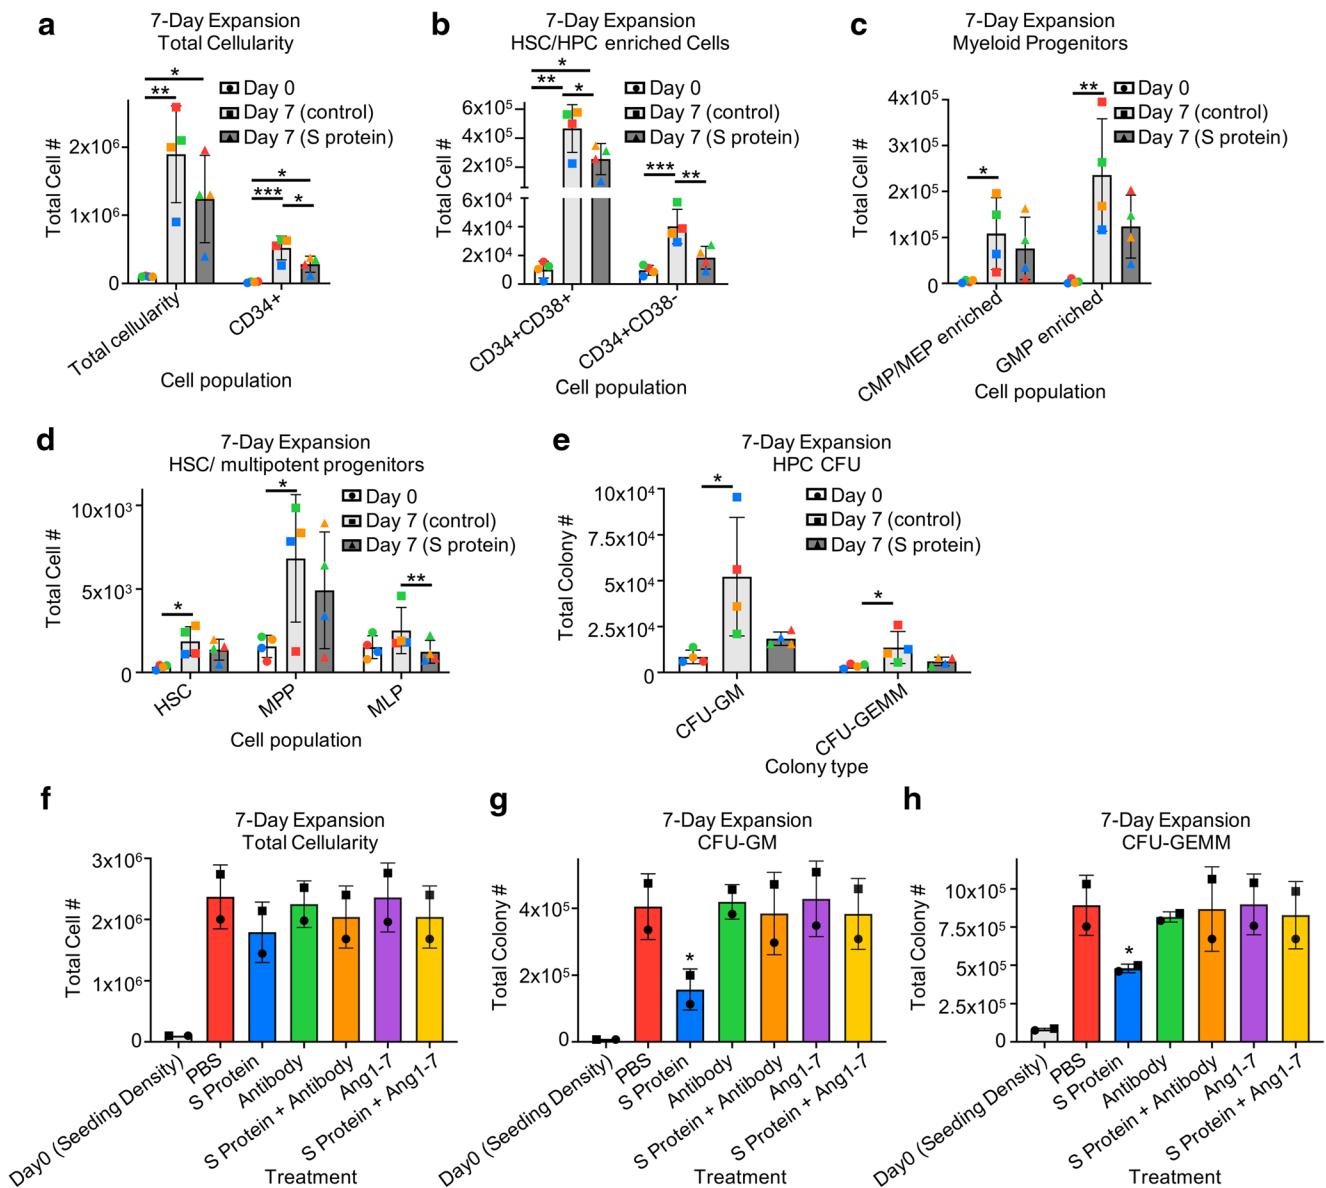 a
7-Day Expansion
Total Cellularity
Day 0
Day 7 (control)
Day 7 (S protein)
*
**
*
***
*
Total Cell #
2x10⁶
1x10⁶
0
Total cellularity
CD34+
Cell population
b
7-Day Expansion
HSC/HPC enriched Cells
Day 0
Day 7 (control)
Day 7 (S protein)
*
**
*
***
**
Total Cell #
6x10⁵
4x10⁵
2x10⁵
6x10⁴
4x10⁴
2x10⁴
0
CD34+CD38+
CD34+CD38-
Cell population
c
7-Day Expansion
Myeloid Progenitors
Day 0
Day 7 (control)
Day 7 (S protein)
**
*
Total Cell #
4x10⁵
3x10⁵
2x10⁵
1x10⁵
0
CMP/MEP enriched
GMP enriched
Cell population
d
7-Day Expansion
HSC/ multipotent progenitors
Day 0
Day 7 (control)
Day 7 (S protein)
*
*
**
Total Cell #
10x10³
5x10³
0
HSC
MPP
MLP
Cell population
e
7-Day Expansion
HPC CFU
Day 0
Day 7 (control)
Day 7 (S protein)
*
*
Total Colony #
10x10⁴
7.5x10⁴
5x10⁴
2.5x10⁴
0
CFU-GM
CFU-GEMM
Colony type
f
7-Day Expansion
Total Cellularity
Total Cell #
3x10⁶
2x10⁶
1x10⁶
0
Day0 (Seeding Density)
PBS
S Protein
Antibody
S Protein + Antibody
Ang1-7
S Protein + Ang1-7
Treatment
g
7-Day Expansion
CFU-GM
Total Colony #
4x10⁵
2x10⁵
0
*
Day0 (Seeding Density)
PBS
S Protein
Antibody
S Protein + Antibody
Ang1-7
S Protein + Ang1-7
Treatment
h
7-Day Expansion
CFU-GEMM
Total Colony #
10x10⁵
7.5x10⁵
5x10⁵
2.5x10⁵
0
*
Day0 (Seeding Density)
PBS
S Protein
Antibody
S Protein + Antibody
Ang1-7
S Protein + Ang1-7
Treatment